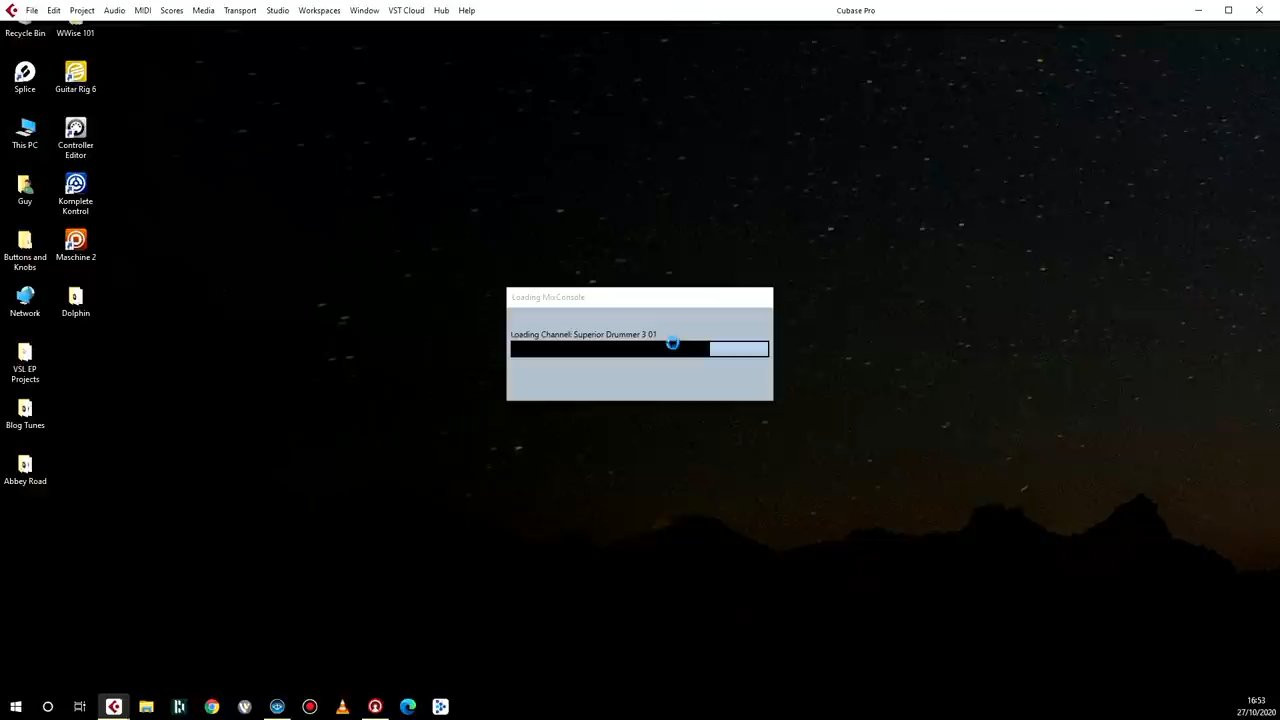 File Edit Project Audio MIDI Scores Media Transport Studio Workspaces Window VST Cloud Hub Help
Cubase Pro
Recycle Bin
WWise 101
Splice
Guitar Rig 6
This PC
Controller
Editor
Guy
Komplete
Kontrol
Buttons and
Knobs
Maschine 2
Network
Dolphin
VSL EP
Projects
Blog Tunes
Abbey Road
Loading MixConsole
Loading Channel: Superior Drummer 3 01
16:53
27/10/2020